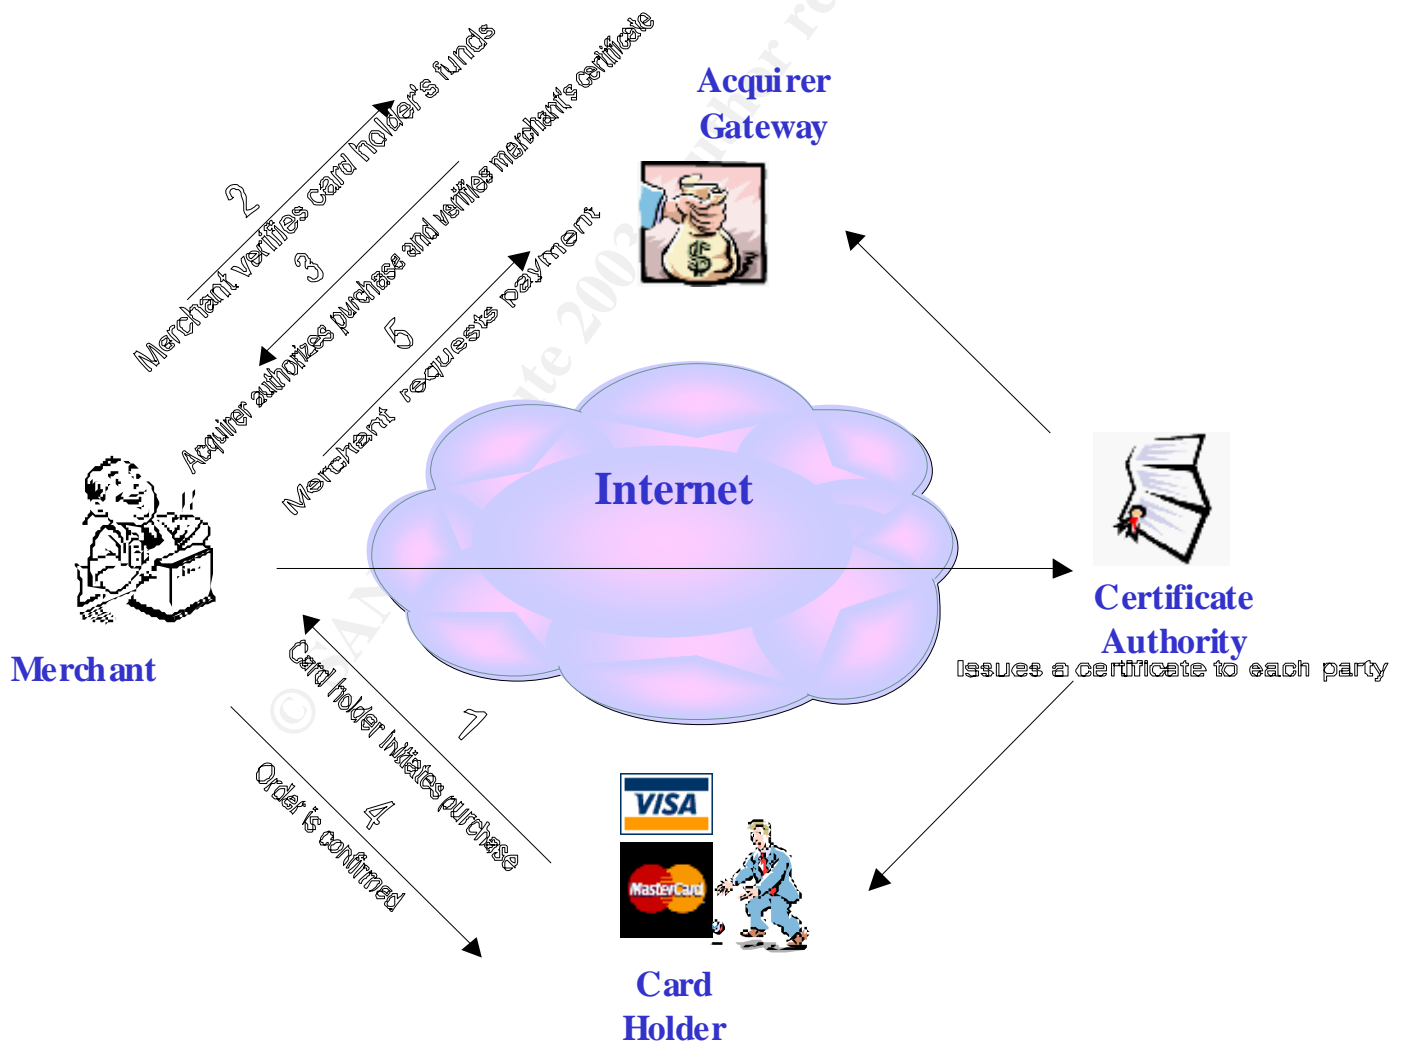 Acquirer
Gateway
2
Merchant verifies card holder's funds
3
Acquirer authorizes purchase and verifies merchant's certificate
5
Merchant requests payment
Internet
Certificate
Authority
Issues a certificate to each party
Merchant
1
Card holder initiates purchase
4
Order is confirmed
VISA
MasterCard
Card
Holder